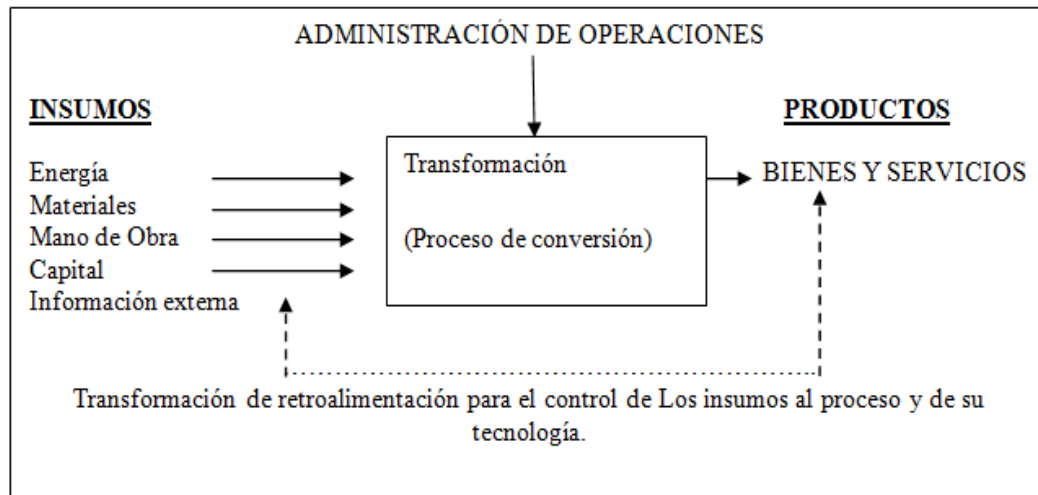 ADMINISTRACIÓN DE OPERACIONES
INSUMOS
PRODUCTOS
Energía
Materiales
Mano de Obra
Capital
Información externa
Transformación
(Proceso de conversión)
BIENES Y SERVICIOS
Transformación de retroalimentación para el control de Los insumos al proceso y de su
tecnología.